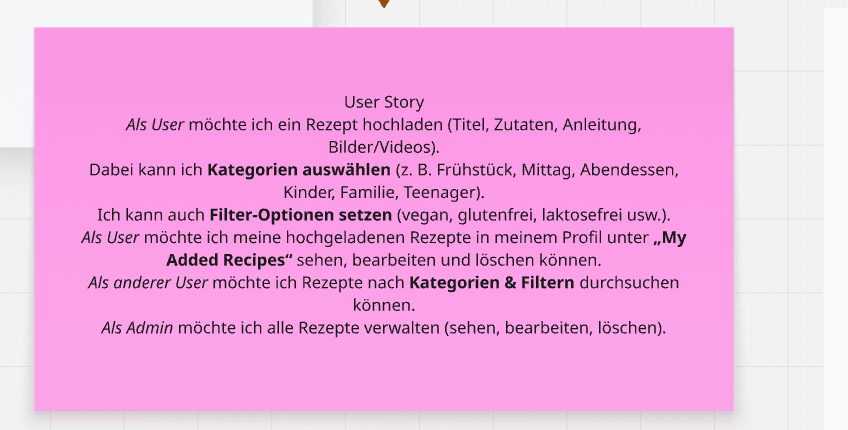 User Story
Als User möchte ich ein Rezept hochladen (Titel, Zutaten, Anleitung,
Bilder/Videos).
Dabei kann ich Kategorien auswählen (z. B. Frühstück, Mittag, Abendessen,
Kinder, Familie, Teenager).
Ich kann auch Filter-Optionen setzen (vegan, glutenfrei, laktosefrei usw.).
Als User möchte ich meine hochgeladenen Rezepte in meinem Profil unter „My
Added Recipes“ sehen, bearbeiten und löschen können.
Als anderer User möchte ich Rezepte nach Kategorien & Filtern durchsuchen
können.
Als Admin möchte ich alle Rezepte verwalten (sehen, bearbeiten, löschen).